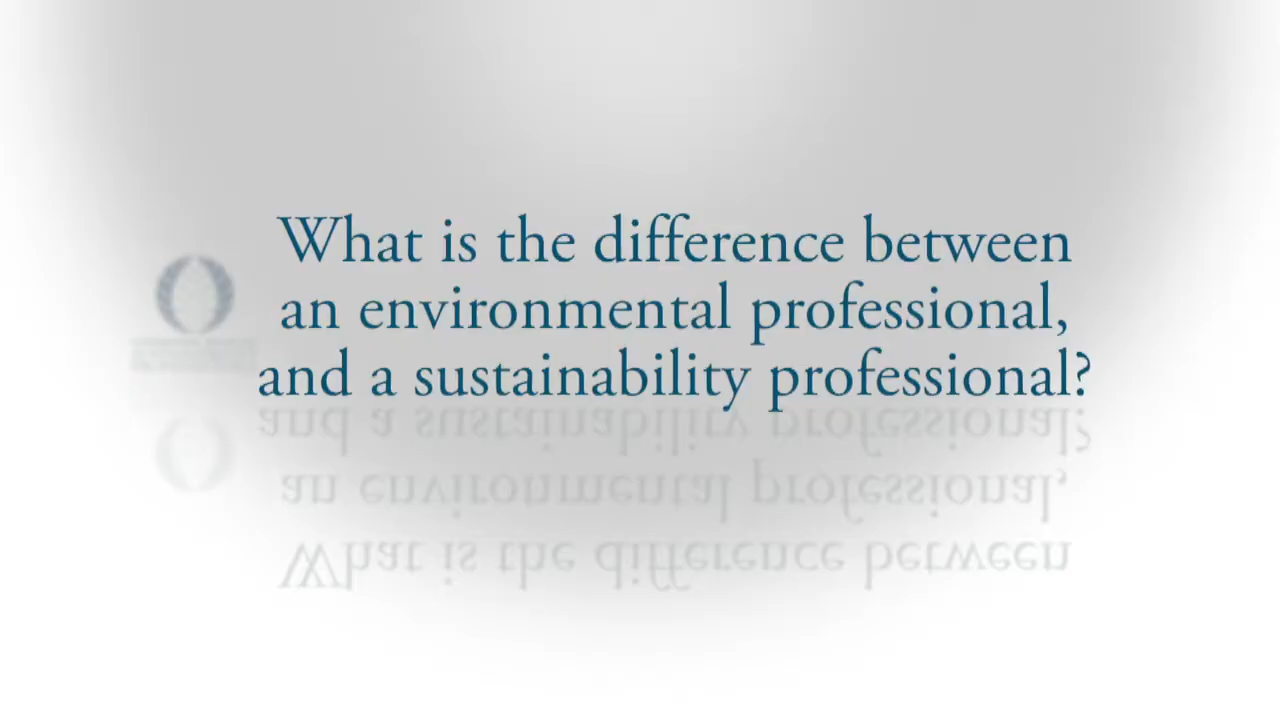 What is the difference between
an environmental professional,
and a sustainability professional?